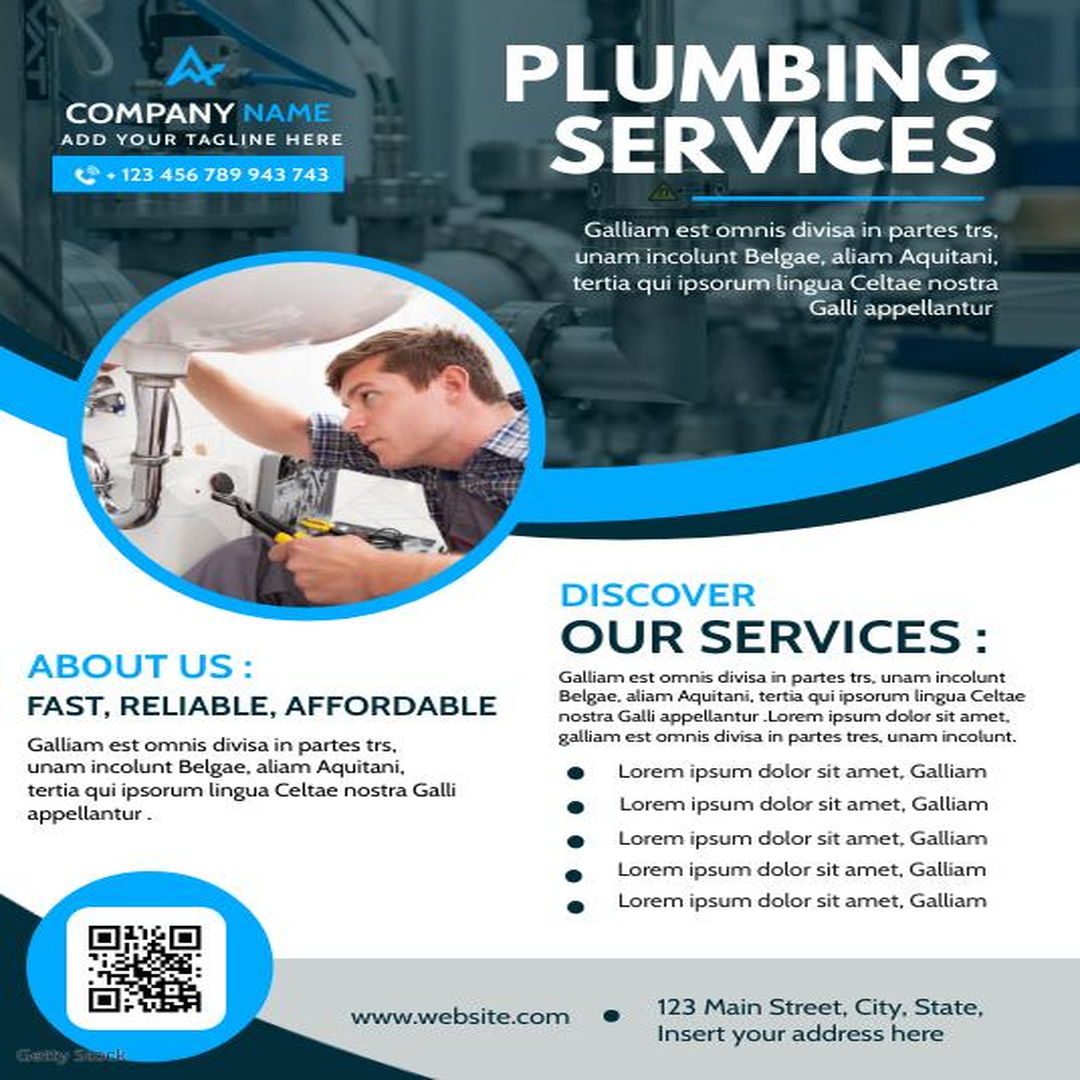 COMPANY NAME
ADD YOUR TAGLINE HERE
+ 123 456 789 943 743
PLUMBING
SERVICES
Galliam est omnis divisa in partes trs,
unam incolunt Belgae, aliam Aquitani,
tertia qui ipsorum lingua Celtae nostra
Galli appellantur
ABOUT US :
FAST, RELIABLE, AFFORDABLE
Galliam est omnis divisa in partes trs,
unam incolunt Belgae, aliam Aquitani,
tertia qui ipsorum lingua Celtae nostra Galli
appellantur .
DISCOVER
OUR SERVICES :
Galliam est omnis divisa in partes trs, unam incolunt
Belgae, aliam Aquitani, tertia qui ipsorum lingua Celtae
nostra Galli appellantur .Lorem ipsum dolor sit amet,
galliam est omnis divisa in partes tres, unam incolunt.
Lorem ipsum dolor sit amet, Galliam
Lorem ipsum dolor sit amet, Galliam
Lorem ipsum dolor sit amet, Galliam
Lorem ipsum dolor sit amet, Galliam
Lorem ipsum dolor sit amet, Galliam
www.website.com
123 Main Street, City, State,
Insert your address here
Getty Stock